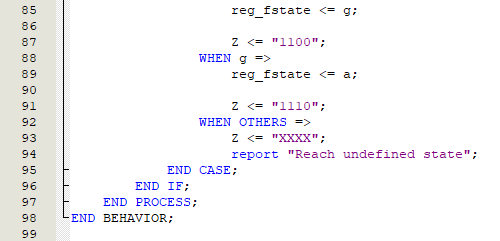 85 reg_fstate <= g;
86
87 Z <= "1100";
88 WHEN g =>
89 reg_fstate <= a;
90
91 Z <= "1110";
92 WHEN OTHERS =>
93 Z <= "XXXX";
94 report "Reach undefined state";
95 END CASE;
96 END IF;
97 END PROCESS;
98 END BEHAVIOR;
99